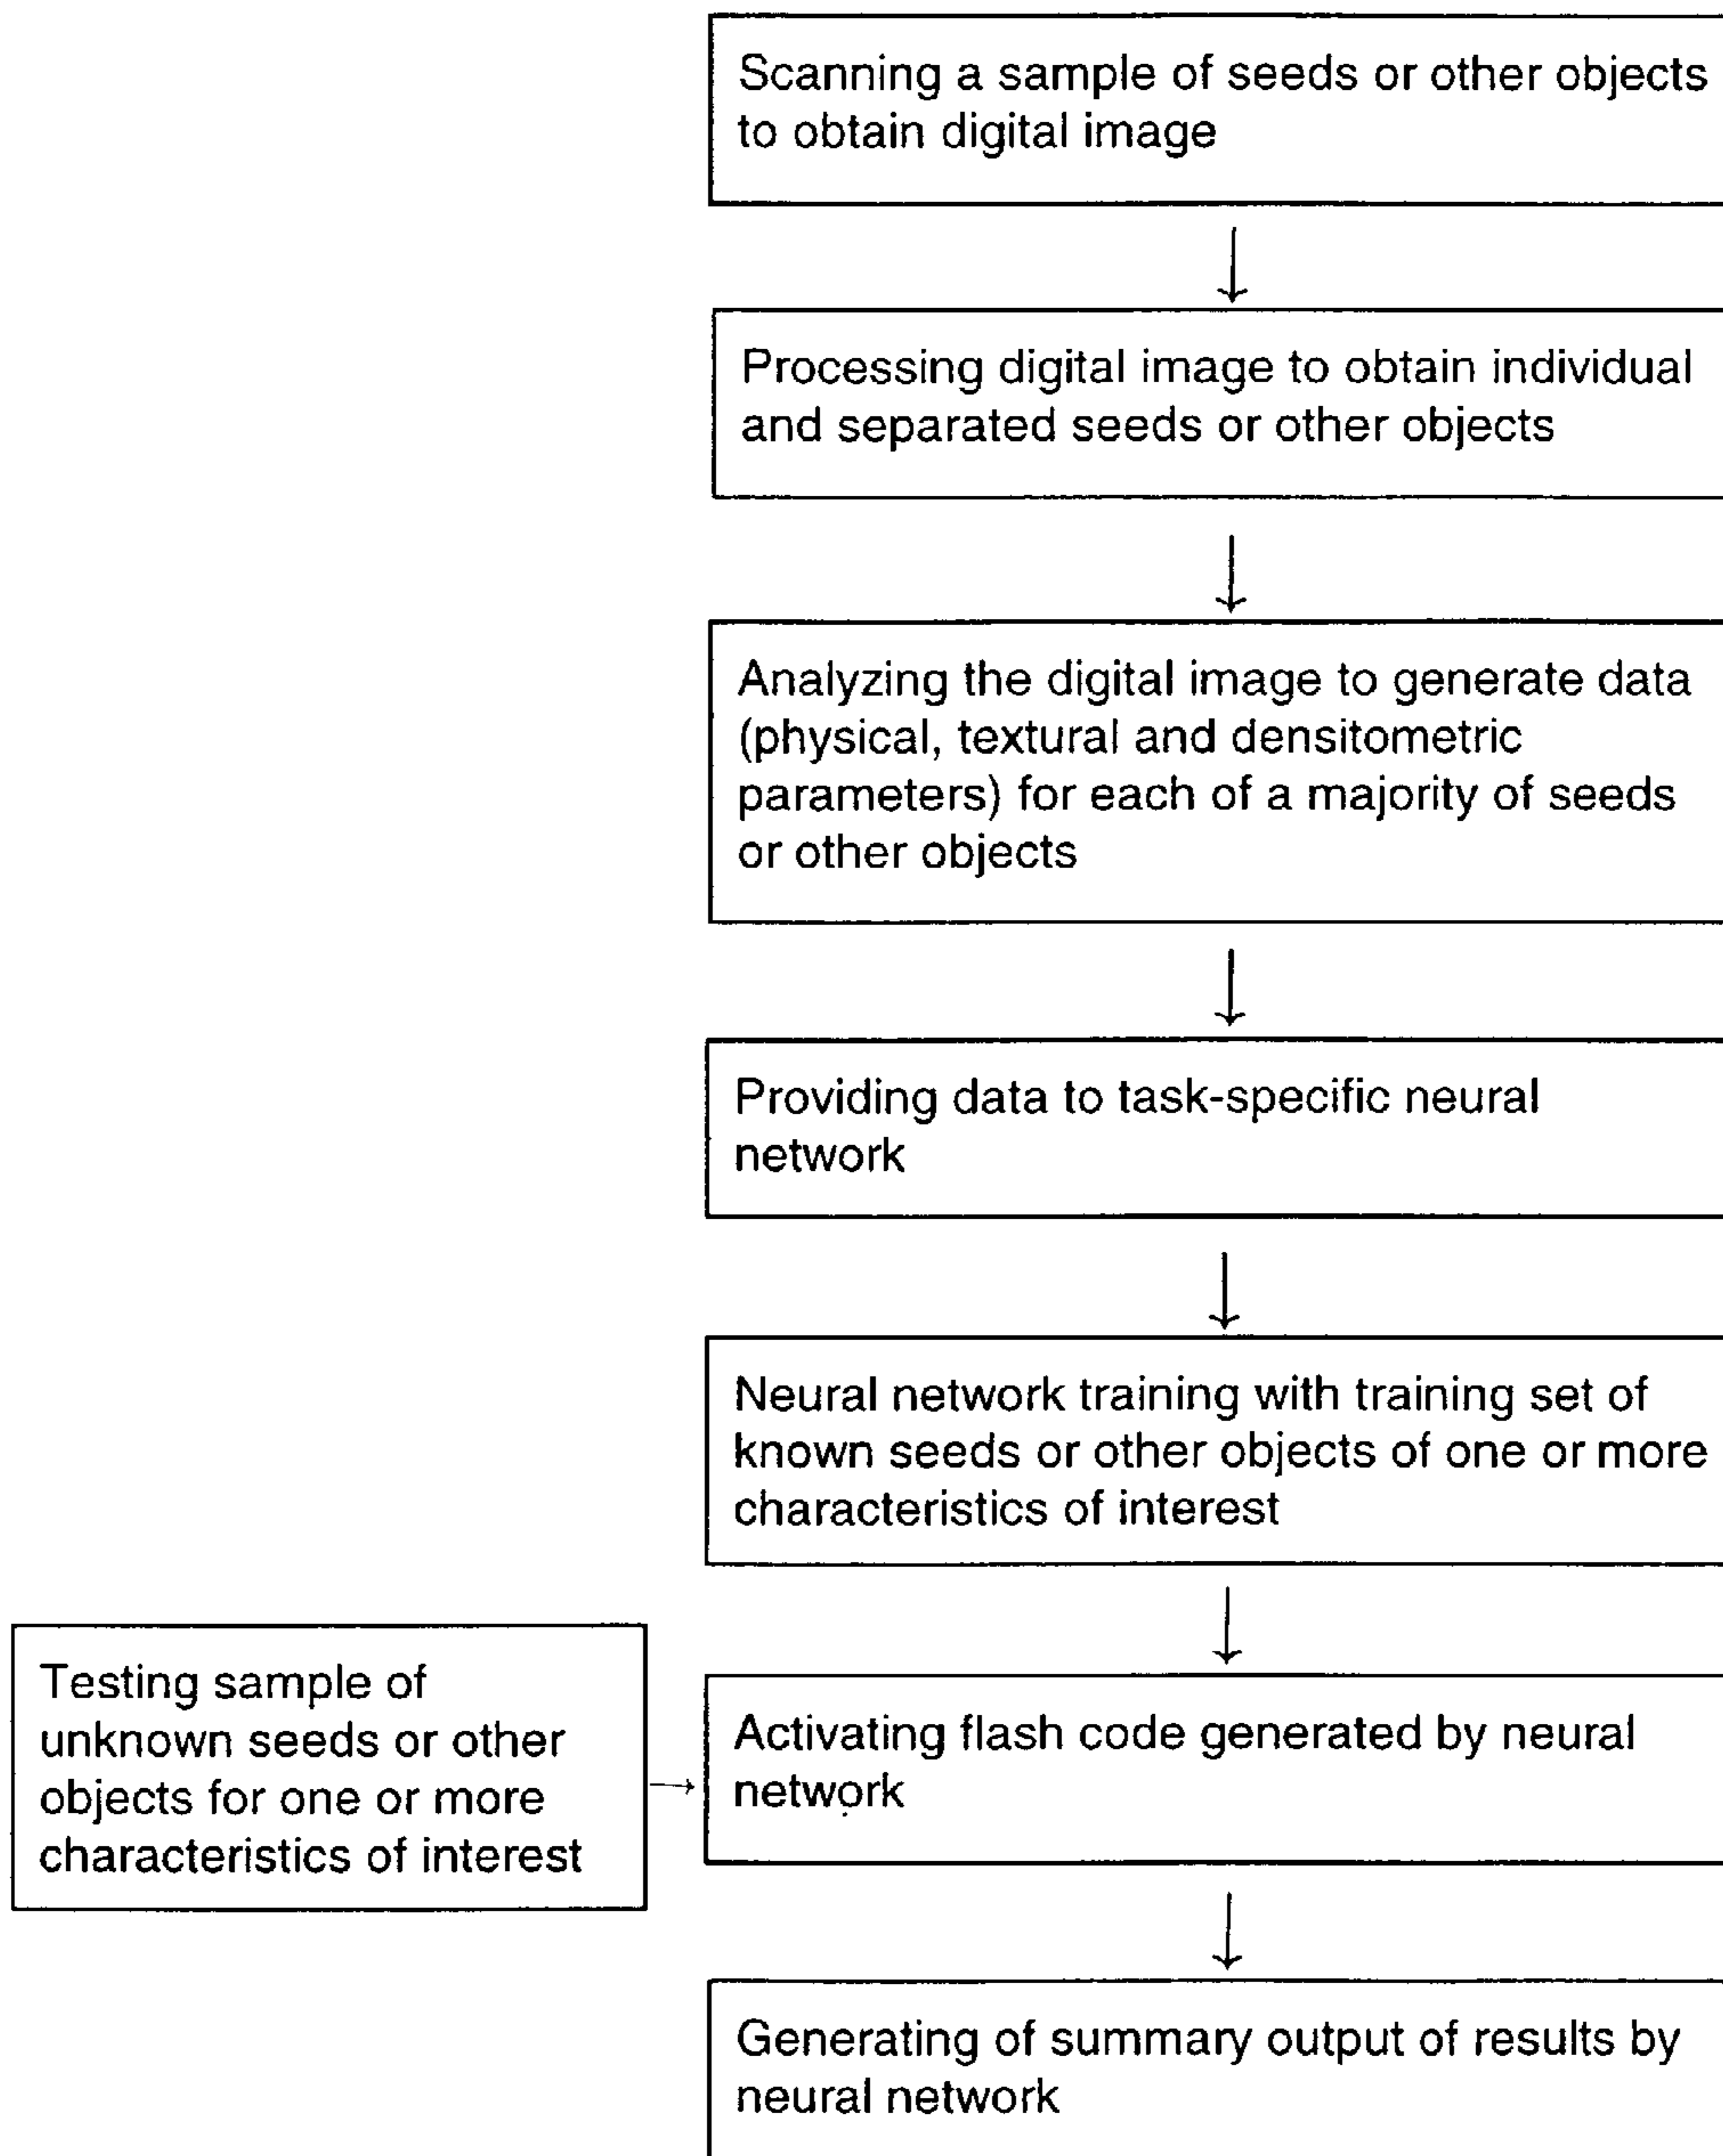 Scanning a sample of seeds or other objects
to obtain digital image
Processing digital image to obtain individual
and separated seeds or other objects
Analyzing the digital image to generate data
(physical, textural and densitometric
parameters) for each of a majority of seeds
or other objects
Providing data to task-specific neural
network
Neural network training with training set of
known seeds or other objects of one or more
characteristics of interest
Testing sample of
unknown seeds or other
objects for one or more
characteristics of interest
Activating flash code generated by neural
network
Generating of summary output of results by
neural network